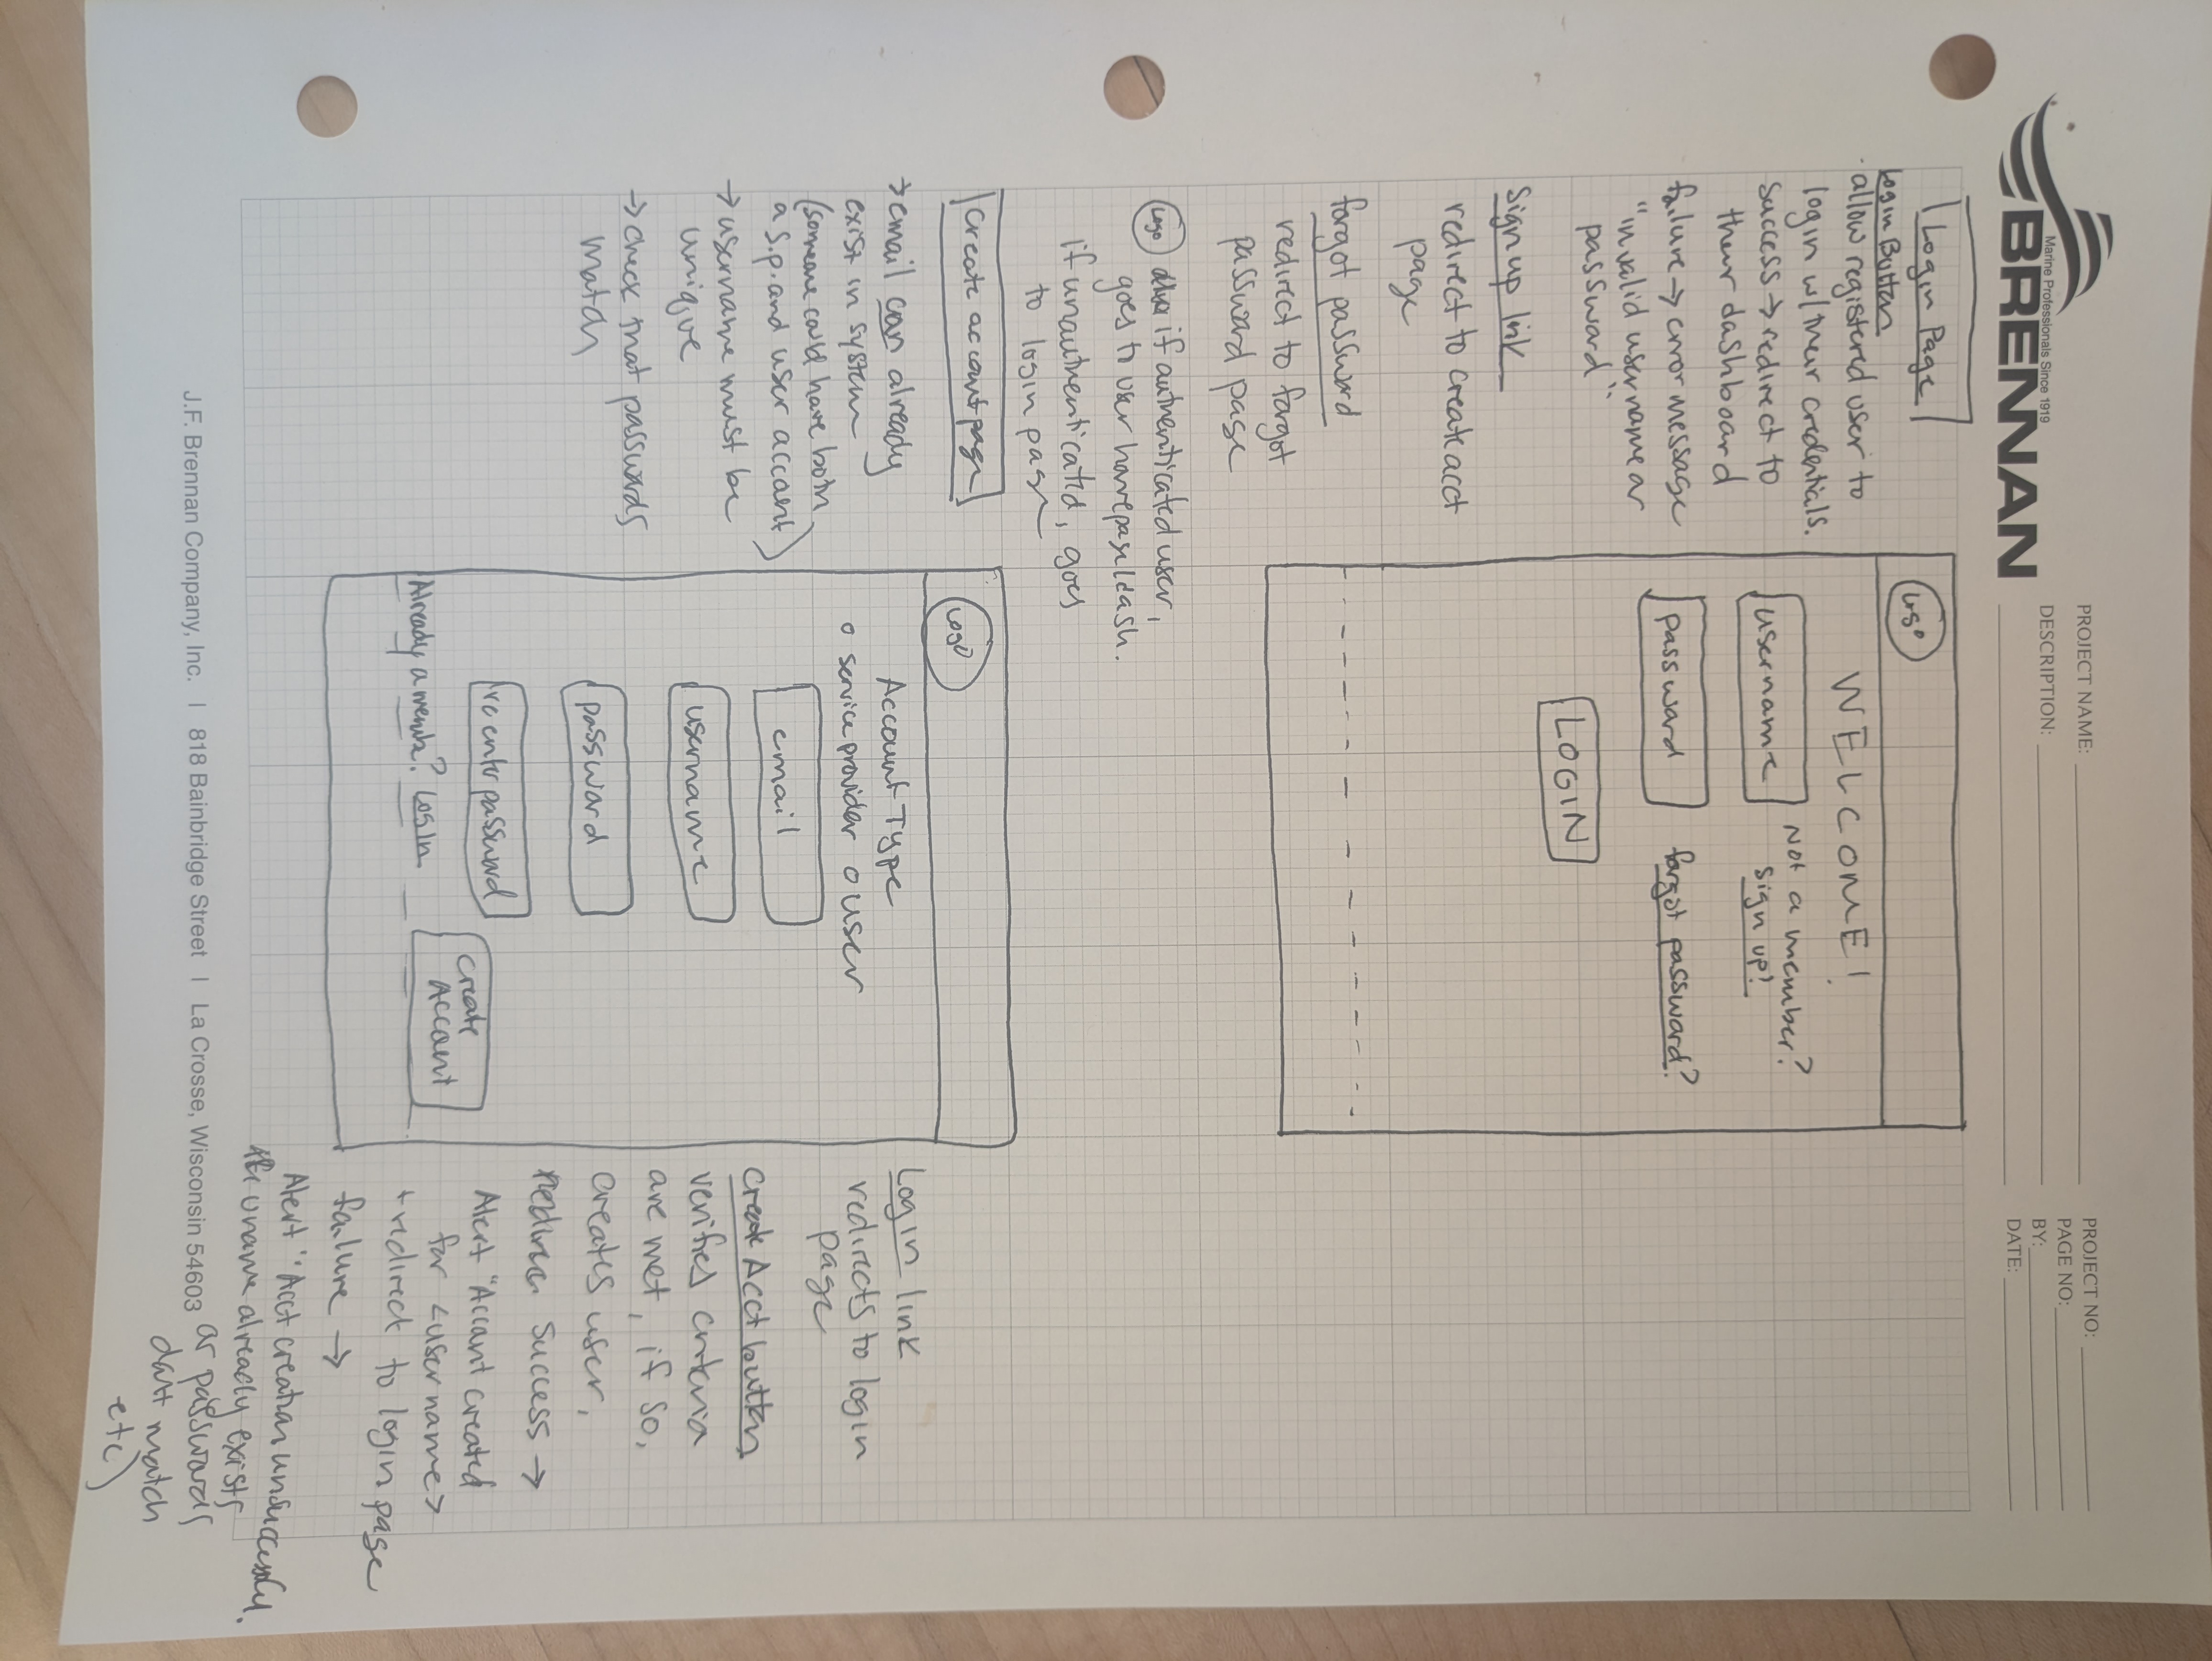 Marine Professionals Since 1919
BRENNAN
PROJECT NAME:
DESCRIPTION:
PROJECT NO:
PAGE NO:
BY:
DATE:
Login Page
Login Button
allow registered user to
login w/their credentials.
success → redirect to
their dashboard
failure → error message
"invalid username or
password"
Sign up link
redirect to create acct
page
forgot password
redirect to forgot
password page
Logo if authenticated user,
goes to user homepage/dash.
if unauthenticated, goes
to login page
Logo
WELCOME!
username
Not a member?
Sign up!
password
forgot password?
LOGIN
Create account page
→ email can already
exist in system
(someone could have both
a s.p. and user account)
→ username must be
unique
→ check that passwords
match
Logo
Account Type
o service provider o user
email
username
password
re enter password
Create
Account
Already a memb? Log In
Login link
redirects to login
page
Create Acct button
verifies criteria
are met, if so,
creates user,
success →
Alert "Account created
for <username>
+ redirect to login page
failure →
Alert "Acct creation unsuccessful.
uname already exists
or passwords
don't match
etc)
J.F. Brennan Company, Inc. | 818 Bainbridge Street | La Crosse, Wisconsin 54603